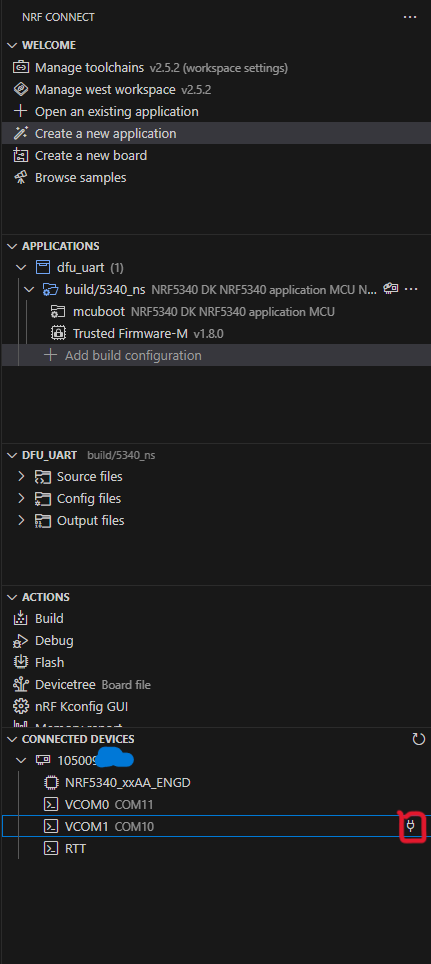 NRF CONNECT
WELCOME
Manage toolchains v2.5.2 (workspace settings)
Manage west workspace v2.5.2
Open an existing application
Create a new application
Create a new board
Browse samples
APPLICATIONS
dfu_uart (1)
build/5340_ns NRF5340 DK NRF5340 application MCU N...
mcuboot NRF5340 DK NRF5340 application MCU
Trusted Firmware-M v1.8.0
Add build configuration
DFU_UART build/5340_ns
Source files
Config files
Output files
ACTIONS
Build
Debug
Flash
Devicetree Board file
nRF Kconfig GUI
Memory report
CONNECTED DEVICES
105009
NRF5340_xxAA_ENGD
VCOM0 COM11
VCOM1 COM10
RTT